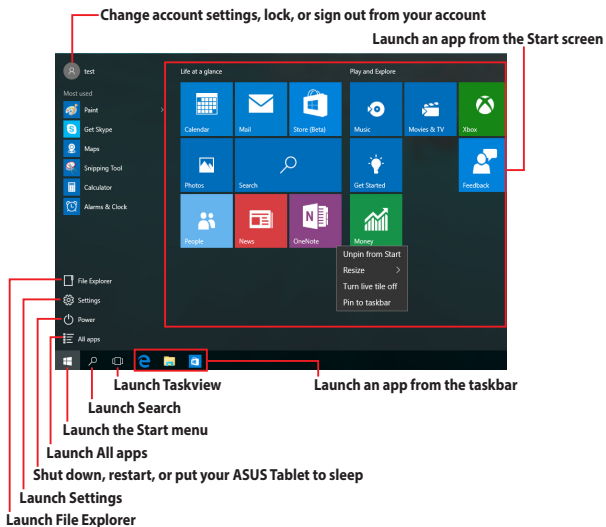 Change account settings, lock, or sign out from your account
Launch an app from the Start screen
test
Most used
Paint
Get Skype
Maps
Snipping Tool
Calculator
Alarms & Clock
File Explorer
Settings
Power
All apps
Life at a glance
Calendar
Mail
Store (Beta)
Photos
Search
People
News
OneNote
Play and Explore
Music
Movies & TV
Xbox
Get Started
Feedback
Money
Unpin from Start
Resize
Turn live tile off
Pin to taskbar
Launch Taskview
Launch an app from the taskbar
Launch Search
Launch the Start menu
Launch All apps
Shut down, restart, or put your ASUS Tablet to sleep
Launch Settings
Launch File Explorer